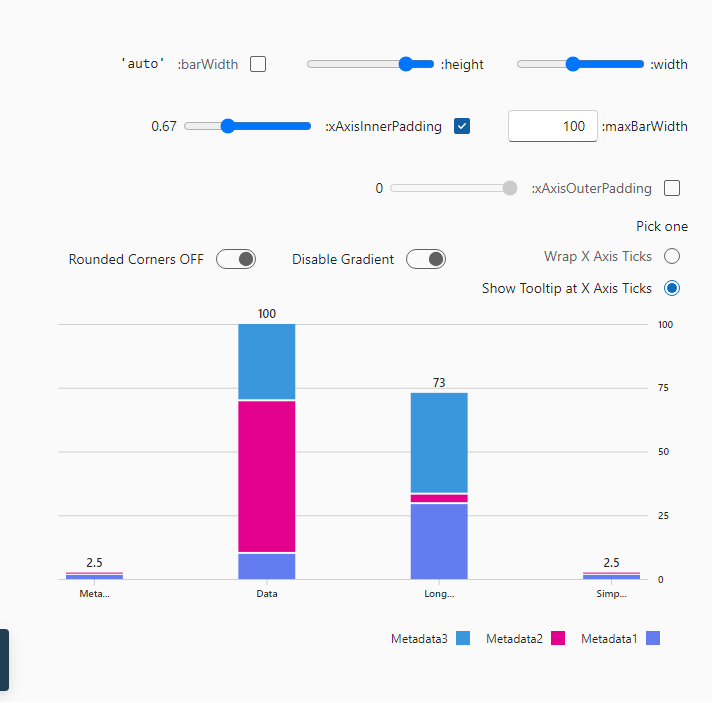 'auto' :barWidth :height :width
0.67 :xAxisInnerPadding 100 :maxBarWidth
0 :xAxisOuterPadding
Pick one
Rounded Corners OFF Disable Gradient Wrap X Axis Ticks
Show Tooltip at X Axis Ticks
100 100
73 75
50
25
2.5 2.5
0
Meta... Data Long... Simp...
Metadata3 Metadata2 Metadata1